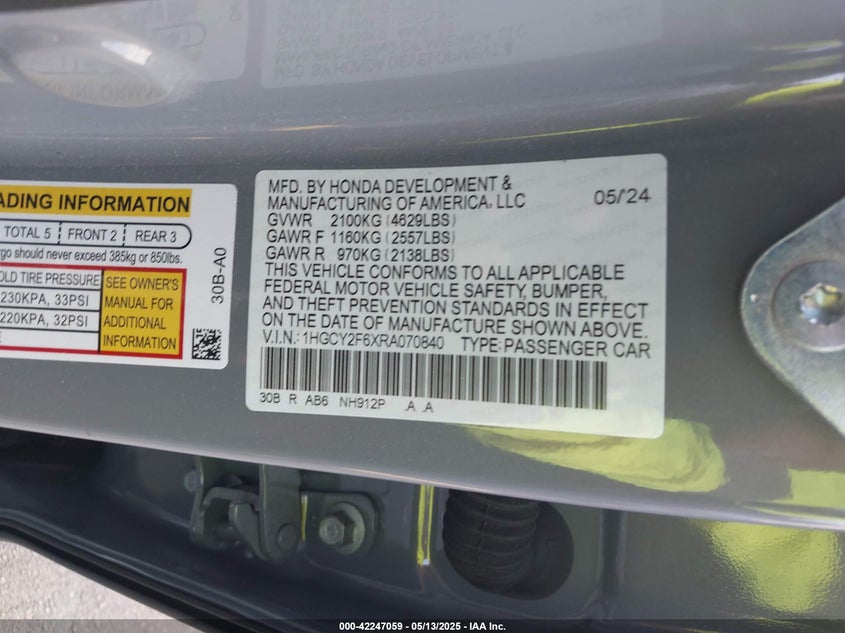 ADING INFORMATION
TOTAL 5 FRONT 2 REAR 3
rgo should never exceed 385kg or 850lbs.
OLD TIRE PRESSURE
230KPA, 33PSI
220KPA, 32PSI
SEE OWNER'S
MANUAL FOR
ADDITIONAL
INFORMATION
30B-A0
MFD. BY HONDA DEVELOPMENT &
MANUFACTURING OF AMERICA, LLC 05/'24
GVWR 2100KG (4629LBS)
GAWR F 1160KG (2557LBS)
GAWR R 970KG (2138LBS)
THIS VEHICLE CONFORMS TO ALL APPLICABLE
FEDERAL MOTOR VEHICLE SAFETY, BUMPER,
AND THEFT PREVENTION STANDARDS IN EFFECT
ON THE DATE OF MANUFACTURE SHOWN ABOVE.
V.I.N.: 1HGCY2F6XRA070840 TYPE: PASSENGER CAR
30B R AB6 NH912P .A .A
000-42247059 — 05/13/2025 — IAA Inc.